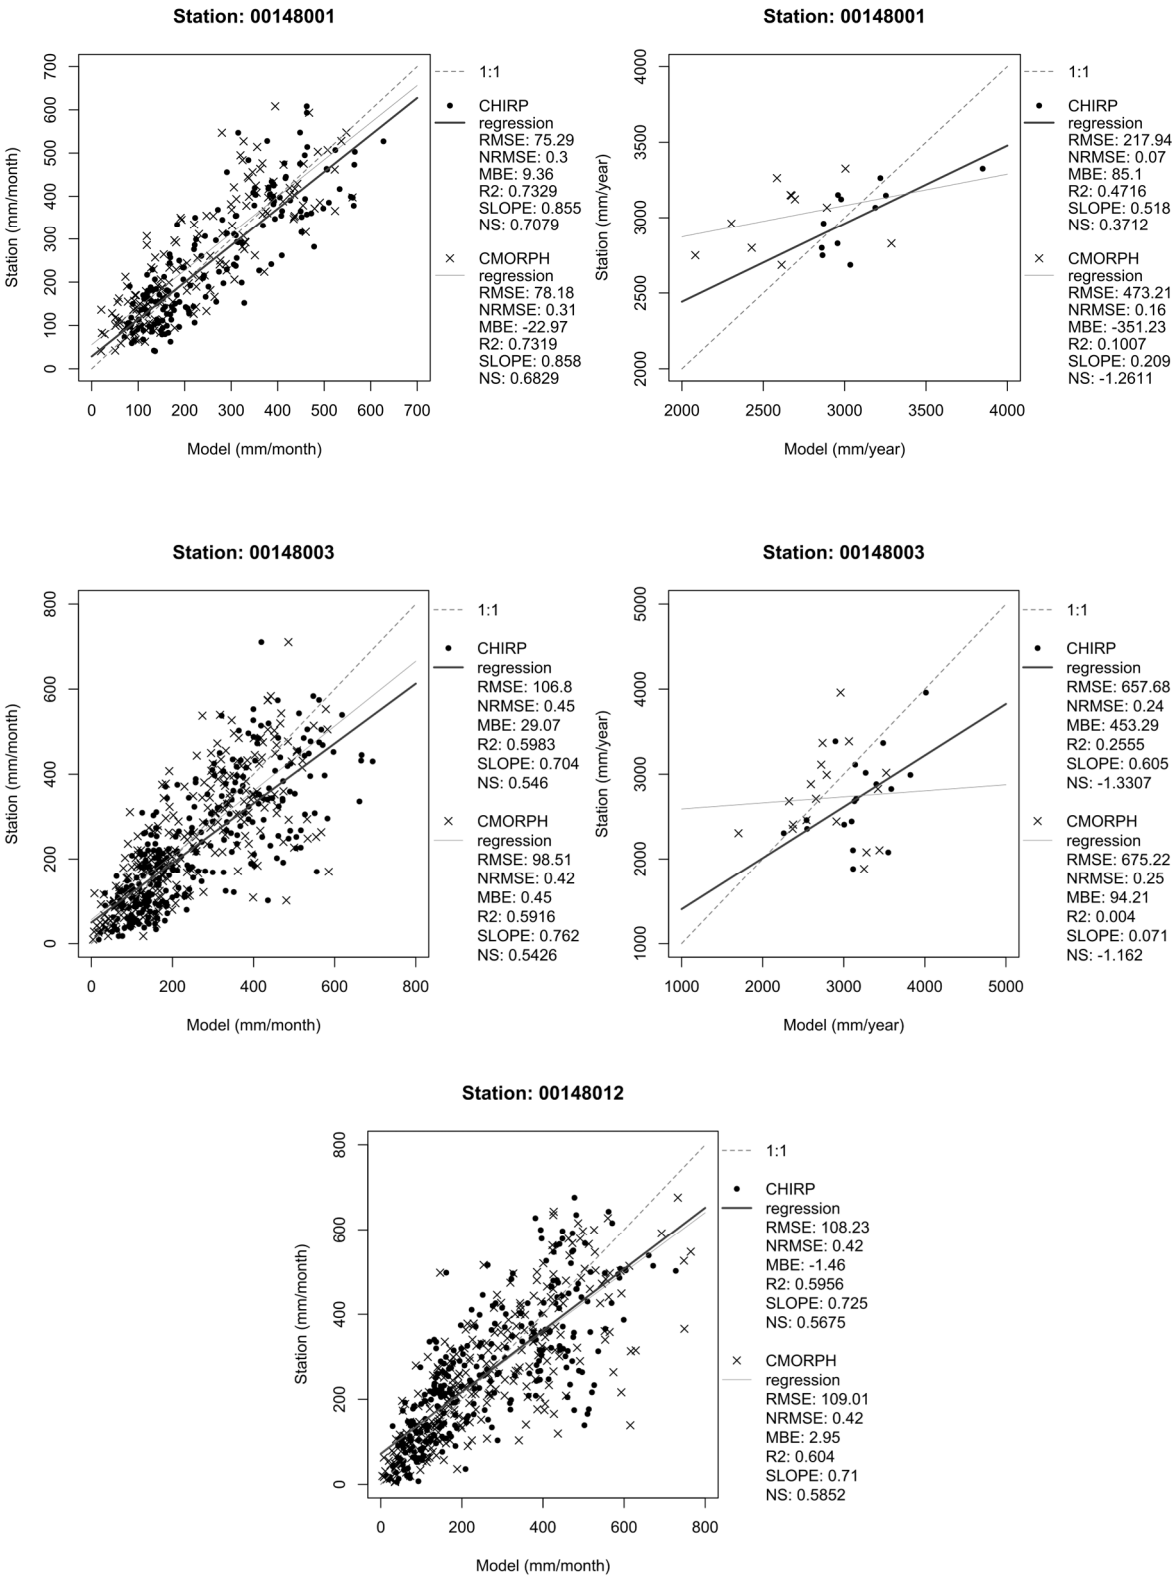 Station: 00148001
700
600
500
400
300
200
100
0
Station (mm/month)
0 100 200 300 400 500 600 700
Model (mm/month)
1:1
CHIRP
regression
RMSE: 75.29
NRMSE: 0.3
MBE: 9.36
R2: 0.7329
SLOPE: 0.855
NS: 0.7079
CMORPH
regression
RMSE: 78.18
NRMSE: 0.31
MBE: -22.97
R2: 0.7319
SLOPE: 0.858
NS: 0.6829
Station: 00148001
4000
3500
3000
2500
2000
Station (mm/year)
2000 2500 3000 3500 4000
Model (mm/year)
1:1
CHIRP
regression
RMSE: 217.94
NRMSE: 0.07
MBE: 85.1
R2: 0.4716
SLOPE: 0.518
NS: 0.3712
CMORPH
regression
RMSE: 473.21
NRMSE: 0.16
MBE: -351.23
R2: 0.1007
SLOPE: 0.209
NS: -1.2611
Station: 00148003
800
600
400
200
0
Station (mm/month)
0 200 400 600 800
Model (mm/month)
1:1
CHIRP
regression
RMSE: 106.8
NRMSE: 0.45
MBE: 29.07
R2: 0.5983
SLOPE: 0.704
NS: 0.546
CMORPH
regression
RMSE: 98.51
NRMSE: 0.42
MBE: 0.45
R2: 0.5916
SLOPE: 0.762
NS: 0.5426
Station: 00148003
5000
4000
3000
2000
1000
Station (mm/year)
1000 2000 3000 4000 5000
Model (mm/year)
1:1
CHIRP
regression
RMSE: 657.68
NRMSE: 0.24
MBE: 453.29
R2: 0.2555
SLOPE: 0.605
NS: -1.3307
CMORPH
regression
RMSE: 675.22
NRMSE: 0.25
MBE: 94.21
R2: 0.004
SLOPE: 0.071
NS: -1.162
Station: 00148012
800
600
400
200
0
Station (mm/month)
0 200 400 600 800
Model (mm/month)
1:1
CHIRP
regression
RMSE: 108.23
NRMSE: 0.42
MBE: -1.46
R2: 0.5956
SLOPE: 0.725
NS: 0.5675
CMORPH
regression
RMSE: 109.01
NRMSE: 0.42
MBE: 2.95
R2: 0.604
SLOPE: 0.71
NS: 0.5852